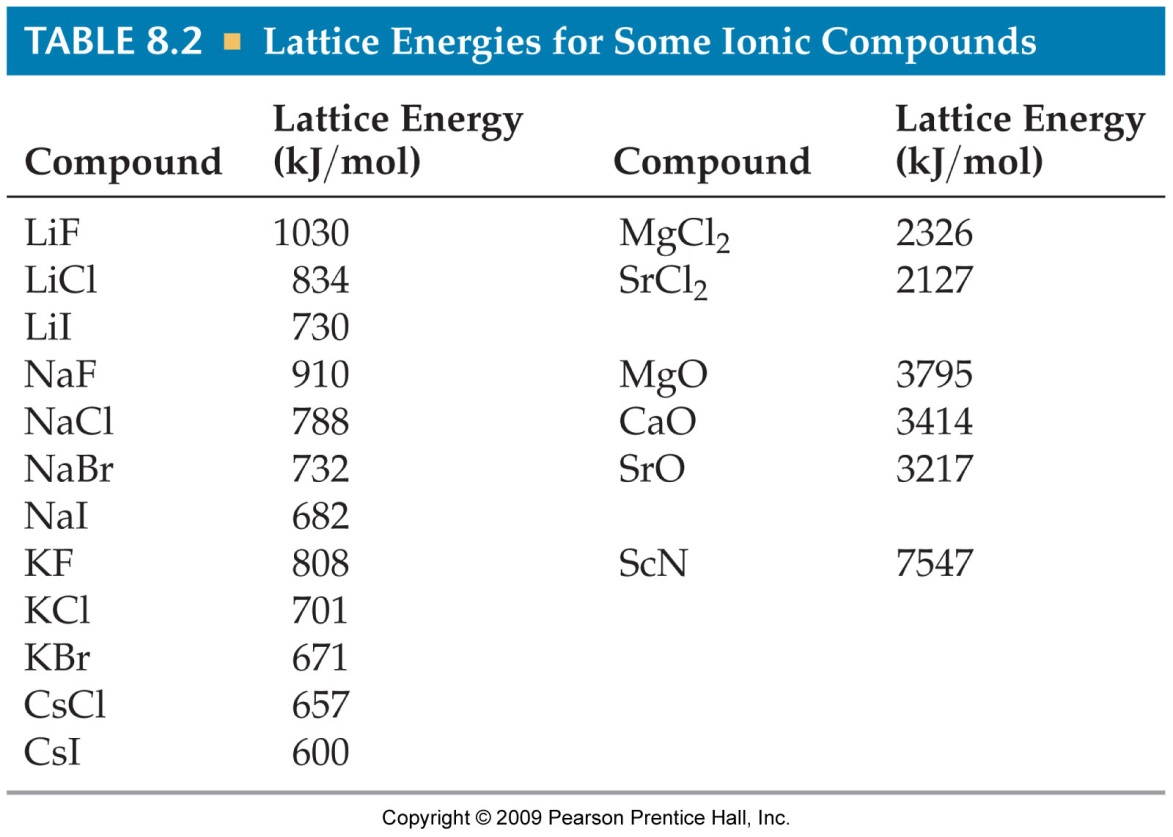 TABLE 8.2 ■ Lattice Energies for Some Ionic Compounds
Lattice Energy Lattice Energy
Compound (kJ/mol) Compound (kJ/mol)
LiF 1030 MgCl₂ 2326
LiCl 834 SrCl₂ 2127
LiI 730
NaF 910 MgO 3795
NaCl 788 CaO 3414
NaBr 732 SrO 3217
NaI 682
KF 808 ScN 7547
KCl 701
KBr 671
CsCl 657
CsI 600
Copyright © 2009 Pearson Prentice Hall, Inc.